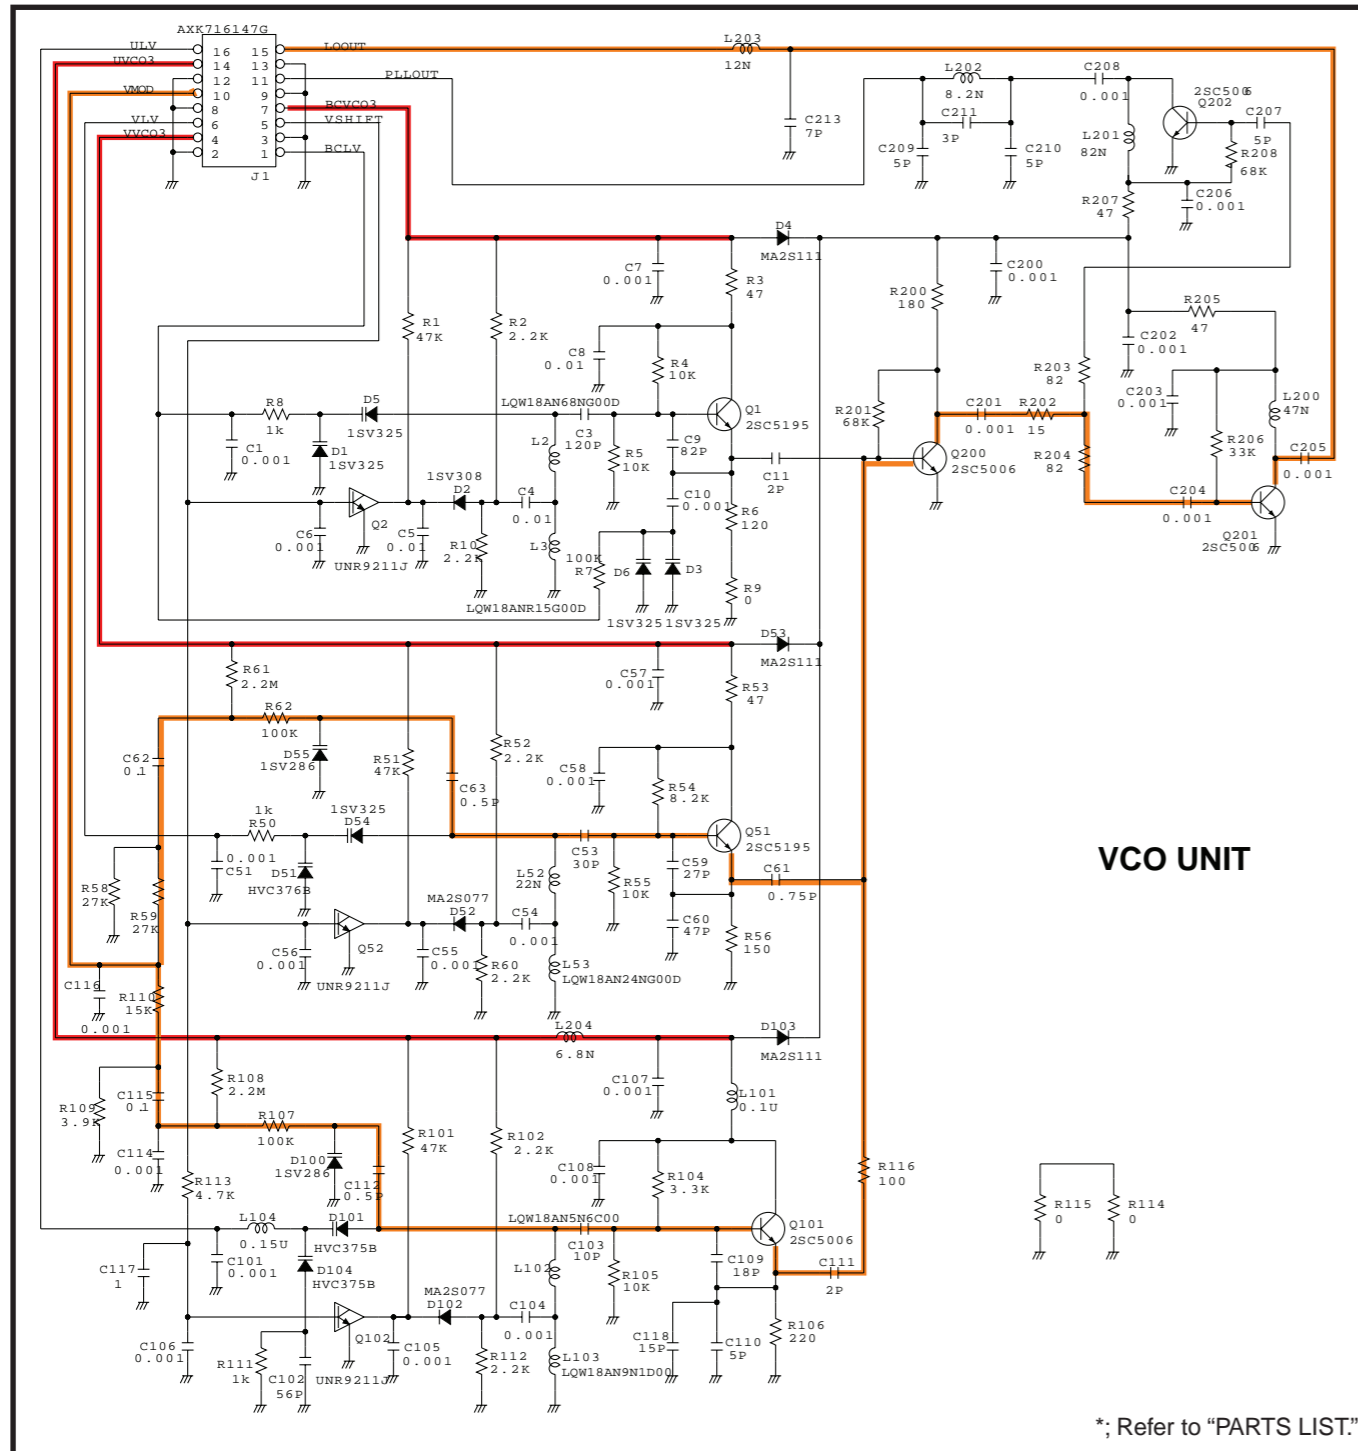 AXK716147G
ULV
UVCO3
VMOD
VLV
VVCO3
16 15
14 13
12 11
10 9
8 7
6 5
4 3
2 1
J1
LOOUT
PLLOUT
BCVCO3
VSHIFT
BCLV
L203
12N
C213
7P
L202
8.2N
C211
3P
C209
5P
C210
5P
C208
0.001
L201
82N
2SC5006
Q202
C207
5P
R208
68K
C206
0.001
R207
47
D4
MA2S111
C7
0.001
R3
47
R1
47K
R2
2.2K
C8
0.01
R4
10K
R200
180
C200
0.001
R205
47
C202
0.001
R203
82
C203
0.001
L200
47N
R8
1k
D5
1SV325
LQW18AN68NG00D
Q1
2SC5195
C1
0.001
D1
1SV325
L2
C3
120P
R5
10K
C9
82P
R201
68K
C201
0.001
R202
15
R204
82
R206
33K
C205
0.001
Q200
2SC5006
C11
2P
1SV308
D2
C4
0.01
C10
0.001
R6
120
C204
0.001
Q201
2SC5006
C6
0.001
Q2
UNR9211J
C5
0.01
R10
2.2K
L3
100K
R7
D6
D3
R9
0
LQW18ANR15G00D
1SV325
1SV325
D53
MA2S111
R61
2.2M
C57
0.001
R53
47
R62
100K
C62
0.1
D55
1SV286
R51
47K
R52
2.2K
C63
0.5P
C58
0.001
R54
8.2K
1k
R50
1SV325
D54
Q51
2SC5195
0.001
C51
D51
HVC376B
C53
30P
R55
10K
C59
27P
C61
0.75P
R58
27K
R59
27K
L52
22N
MA2S077
D52
C54
0.001
C60
47P
R56
150
VCO UNIT
C56
0.001
Q52
UNR9211J
C55
0.001
R60
2.2K
L53
LQW18AN24NG00D
C116
0.001
R110
15K
L204
6.8N
D103
MA2S111
R108
2.2M
C107
0.001
L101
0.1U
R109
3.9K
C115
0.1
R107
100K
C114
0.001
D100
1SV286
C112
0.5P
R101
47K
R102
2.2K
C108
0.001
R104
3.3K
R116
100
R113
4.7K
R115
0
R114
0
L104
0.15U
D101
HVC375B
LQW18AN5N6C00
Q101
2SC5006
C117
1
C101
0.001
D104
HVC375B
L102
C103
10P
R105
10K
C109
18P
C111
2P
MA2S077
D102
C104
0.001
C106
0.001
Q102
UNR9211J
C105
0.001
R111
1k
C102
56P
R112
2.2K
L103
LQW18AN9N1D00
C118
15P
C110
5P
R106
220
*; Refer to “PARTS LIST.”